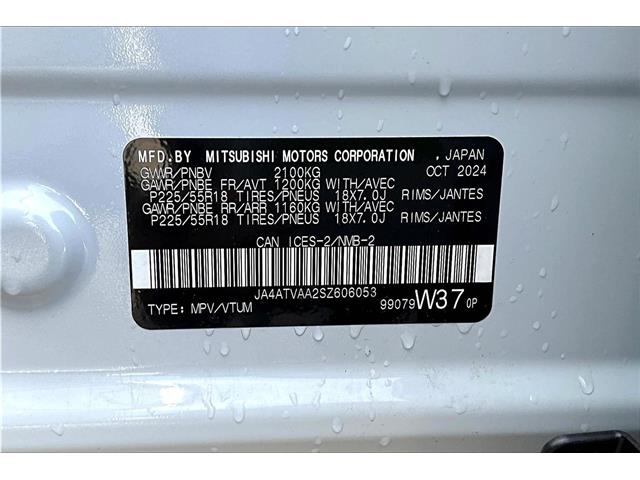 MFD.BY MITSUBISHI MOTORS CORPORATION , JAPAN
GVWR/PNBV 2100KG OCT 2024
GAWR/PNBE FR/AVT 1200KG WITH/AVEC
P225/55R18 TIRES/PNEUS 18X7.0J RIMS/JANTES
GAWR/PNBE RR/ARR 1160KG WITH/AVEC
P225/55R18 TIRES/PNEUS 18X7.0J RIMS/JANTES
CAN ICES-2/NMB-2
JA4ATVAA2SZ606053
TYPE: MPV/VTUM 99079 W37 0P